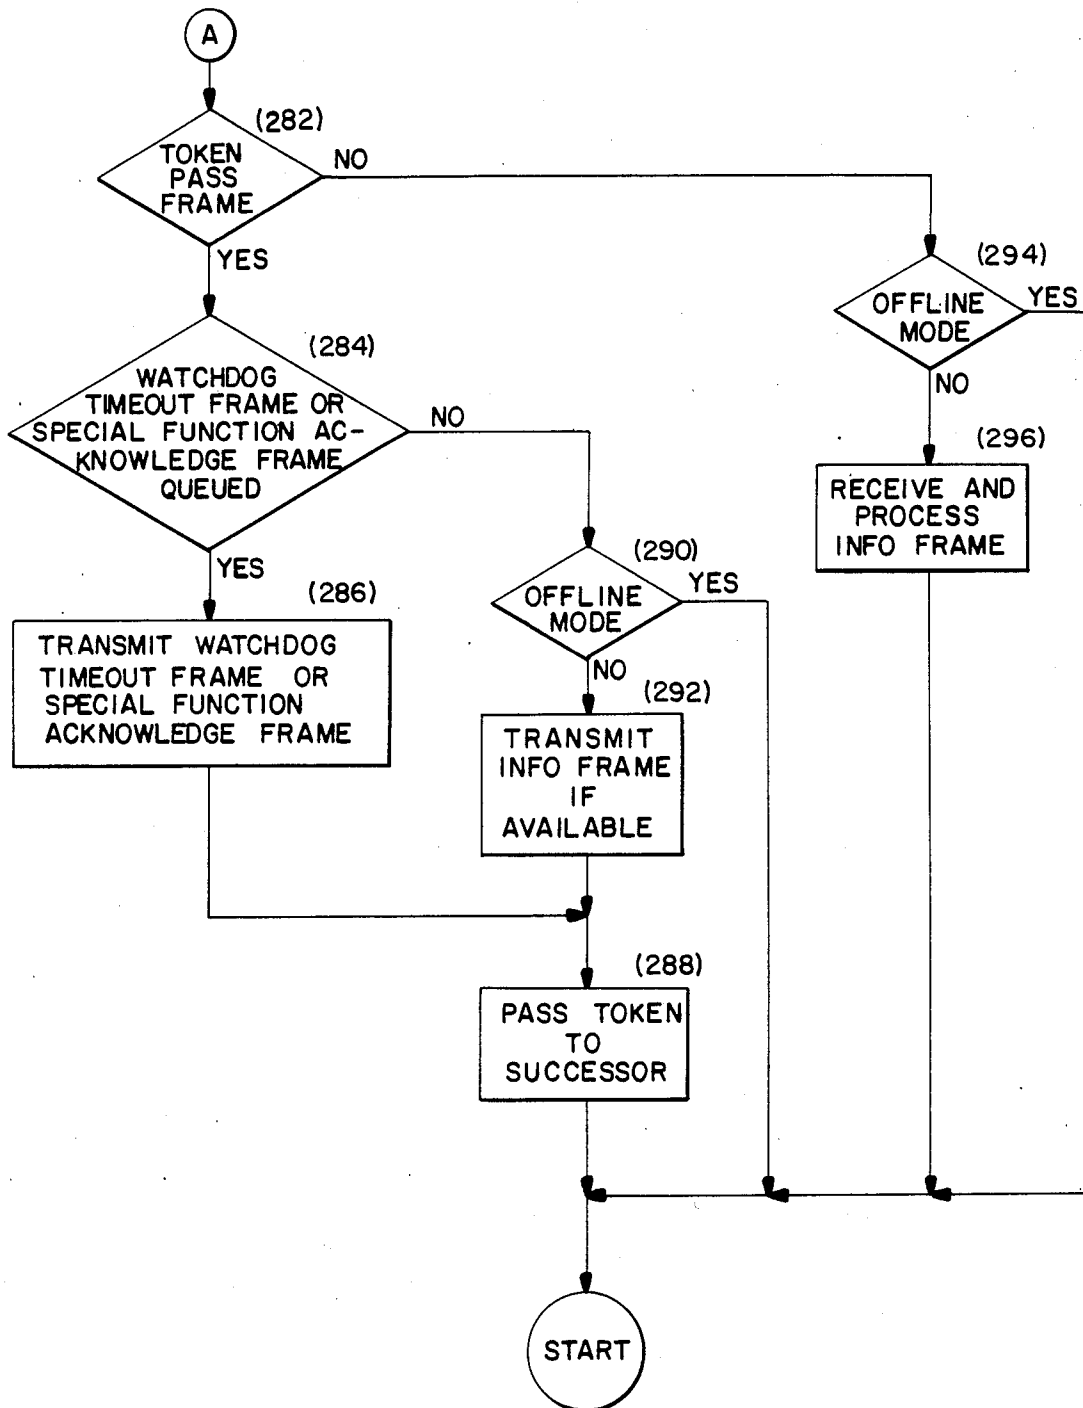 A
(282)
TOKEN
PASS
FRAME
NO
YES
(294)
OFFLINE
MODE
YES
NO
(284)
WATCHDOG
TIMEOUT FRAME OR
SPECIAL FUNCTION AC-
KNOWLEDGE FRAME
QUEUED
NO
YES
(296)
RECEIVE AND
PROCESS
INFO FRAME
(290)
OFFLINE
MODE
YES
NO
(286)
TRANSMIT WATCHDOG
TIMEOUT FRAME OR
SPECIAL FUNCTION
ACKNOWLEDGE FRAME
(292)
TRANSMIT
INFO FRAME
IF
AVAILABLE
(288)
PASS TOKEN
TO
SUCCESSOR
START